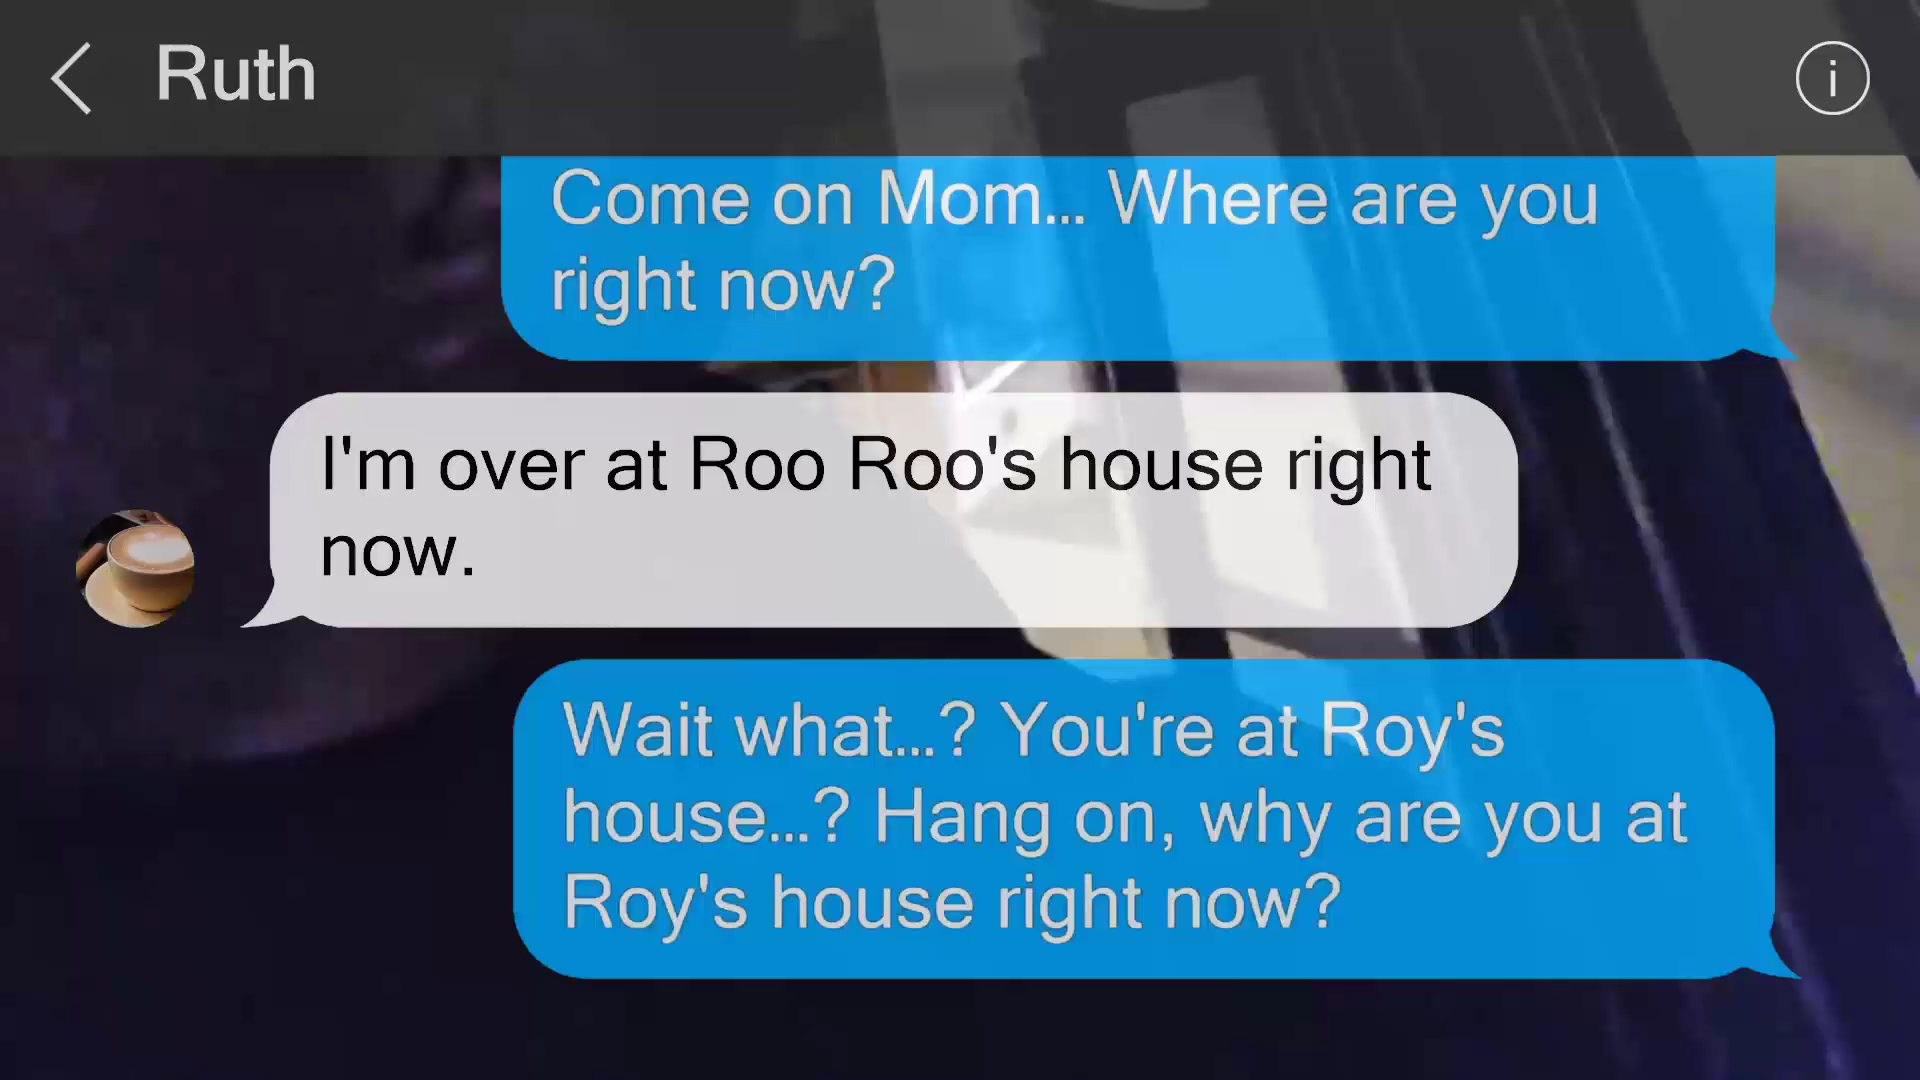 Ruth
Come on Mom... Where are you
right now?
I'm over at Roo Roo's house right
now.
Wait what...? You're at Roy's
house...? Hang on, why are you at
Roy's house right now?